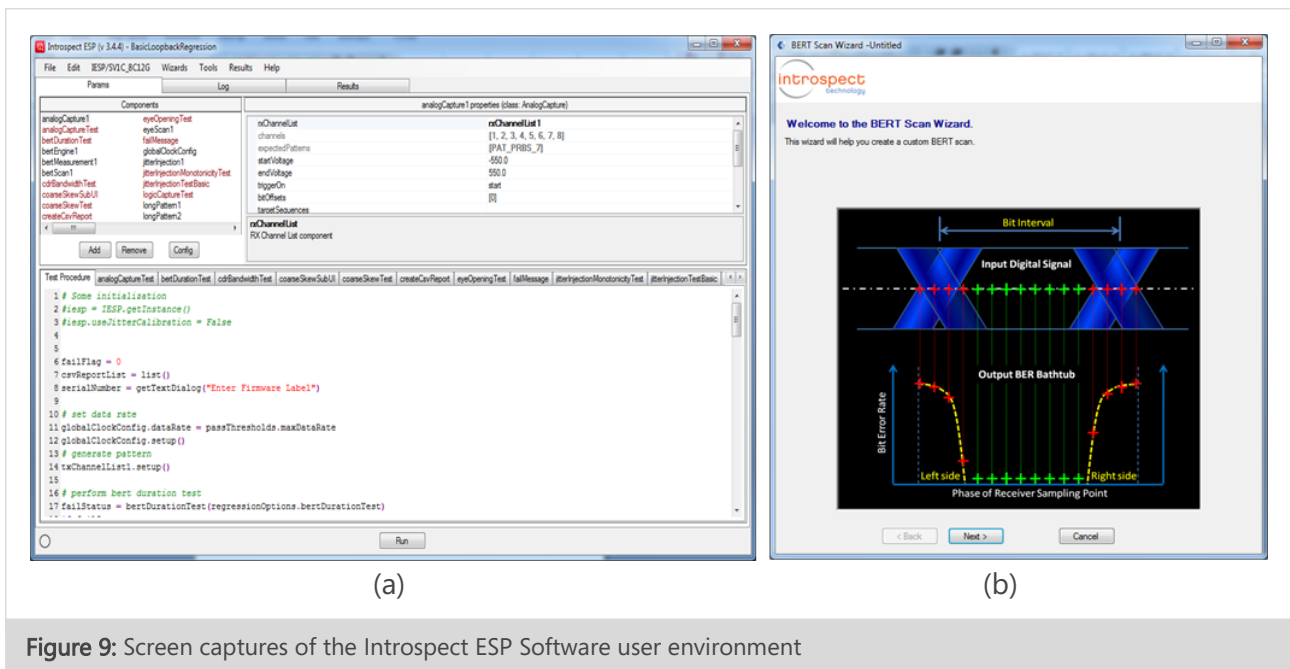 Introspect ESP (v 3.4.4) - BasicLoopbackRegression
File Edit IESP/SV1C_BC12G Wizards Tools Results Help
Params Log Results
Components
analogCapture1 eyeOpeningTest
analogCaptureTest eyeScan1
bertDurationTest failMessage
bertEngine1 globalClockConfig
bertMeasurement1 jitterInjection1
bertScan1 jitterInjectionMonotonicityTest
cdrBandwidthTest jitterInjectionTestBasic
coarseSkewSubUI logicCaptureTest
coarseSkewTest longPattern1
createCsvReport longPattern2
Add Remove Config
analogCapture1 properties (class: AnalogCapture)
rxChannelList rxChannelList1
channels [1, 2, 3, 4, 5, 6, 7, 8]
expectedPatterns [PAT_PRBS_7]
startVoltage -550.0
endVoltage 550.0
triggerOn start
bitOffsets [0]
targetSequences
rxChannelList
RX Channel List component
Test Procedure analogCaptureTest bertDurationTest cdrBandwidthTest coarseSkewSubUI coarseSkewTest createCsvReport eyeOpeningTest failMessage jitterInjectionMonotonicityTest jitterInjectionTestBasic
1 # Some initialization
2 #iesp = IESP.getInstance()
3 #iesp.useJitterCalibration = False
4
5
6 failFlag = 0
7 csvReportList = list()
8 serialNumber = getTextDialog("Enter Firmware Label")
9
10 # set data rate
11 globalClockConfig.dataRate = passThresholds.maxDataRate
12 globalClockConfig.setup()
13 # generate pattern
14 txChannelList1.setup()
15
16 # perform bert duration test
17 failStatus = bertDurationTest(regressionOptions.bertDurationTest)
Run
(a)
BERT Scan Wizard -Untitled
introspect
technology
Welcome to the BERT Scan Wizard.
This wizard will help you create a custom BERT scan.
Bit Interval
Input Digital Signal
Output BER Bathtub
Bit Error Rate
Left side Right side
Phase of Receiver Sampling Point
< Back Next > Cancel
(b)
Figure 9: Screen captures of the Introspect ESP Software user environment